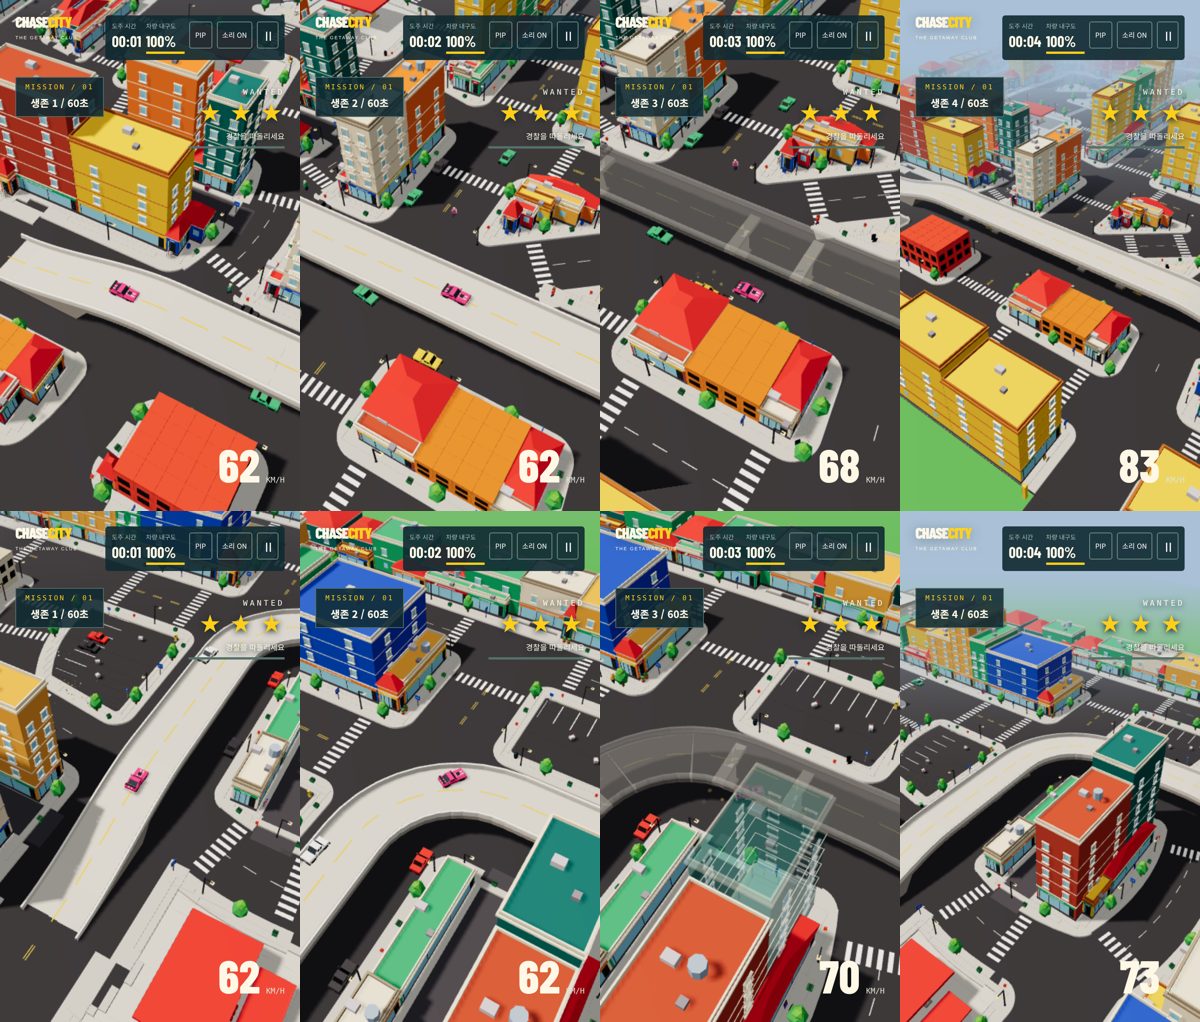 CHASECITY
THE GETAWAY CLUB
도주 시간 차량 내구도
00:01 100% PIP 소리 ON
MISSION / 01
생존 1 / 60초
WANTED
경찰을 따돌리세요
62 KM/H
CHASECITY
THE GETAWAY CLUB
도주 시간 차량 내구도
00:02 100% PIP 소리 ON
MISSION / 01
생존 2 / 60초
WANTED
경찰을 따돌리세요
62 KM/H
CHASECITY
THE GETAWAY CLUB
도주 시간 차량 내구도
00:03 100% PIP 소리 ON
MISSION / 01
생존 3 / 60초
WANTED
경찰을 따돌리세요
68 KM/H
CHASECITY
THE GETAWAY CLUB
도주 시간 차량 내구도
00:04 100% PIP 소리 ON
MISSION / 01
생존 4 / 60초
WANTED
경찰을 따돌리세요
83 KM/H
CHASECITY
THE GETAWAY CLUB
도주 시간 차량 내구도
00:01 100% PIP 소리 ON
MISSION / 01
생존 1 / 60초
WANTED
경찰을 따돌리세요
62 KM/H
CHASECITY
THE GETAWAY CLUB
도주 시간 차량 내구도
00:02 100% PIP 소리 ON
MISSION / 01
생존 2 / 60초
WANTED
경찰을 따돌리세요
62 KM/H
CHASECITY
THE GETAWAY CLUB
도주 시간 차량 내구도
00:03 100% PIP 소리 ON
MISSION / 01
생존 3 / 60초
WANTED
경찰을 따돌리세요
70 KM/H
CHASECITY
THE GETAWAY CLUB
도주 시간 차량 내구도
00:04 100% PIP 소리 ON
MISSION / 01
생존 4 / 60초
WANTED
경찰을 따돌리세요
73 KM/H